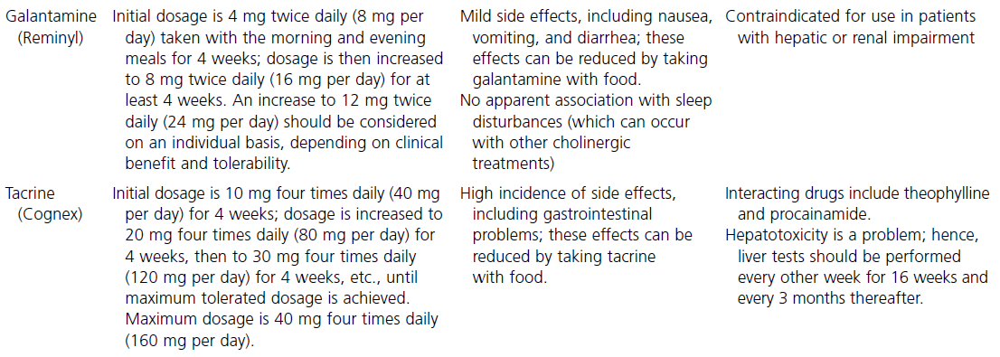 Galantamine
(Reminyl)
Initial dosage is 4 mg twice daily (8 mg per
day) taken with the morning and evening
meals for 4 weeks; dosage is then increased
to 8 mg twice daily (16 mg per day) for at
least 4 weeks. An increase to 12 mg twice
daily (24 mg per day) should be considered
on an individual basis, depending on clinical
benefit and tolerability.
Mild side effects, including nausea,
vomiting, and diarrhea; these
effects can be reduced by taking
galantamine with food.
No apparent association with sleep
disturbances (which can occur
with other cholinergic
treatments)
Contraindicated for use in patients
with hepatic or renal impairment
Tacrine
(Cognex)
Initial dosage is 10 mg four times daily (40 mg
per day) for 4 weeks; dosage is increased to
20 mg four times daily (80 mg per day) for
4 weeks, then to 30 mg four times daily
(120 mg per day) for 4 weeks, etc., until
maximum tolerated dosage is achieved.
Maximum dosage is 40 mg four times daily
(160 mg per day).
High incidence of side effects,
including gastrointestinal
problems; these effects can be
reduced by taking tacrine
with food.
Interacting drugs include theophylline
and procainamide.
Hepatotoxicity is a problem; hence,
liver tests should be performed
every other week for 16 weeks and
every 3 months thereafter.